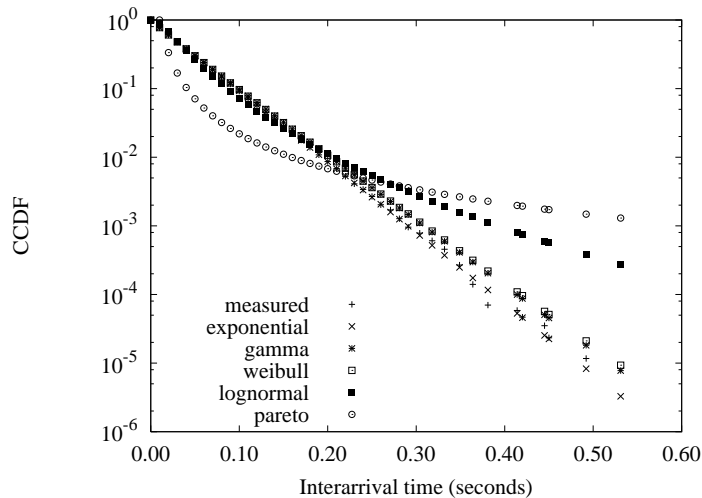 10^0
10^-1
10^-2
10^-3
10^-4
10^-5
10^-6
CCDF
measured
exponential
gamma
weibull
lognormal
pareto
0.00 0.10 0.20 0.30 0.40 0.50 0.60
Interarrival time (seconds)